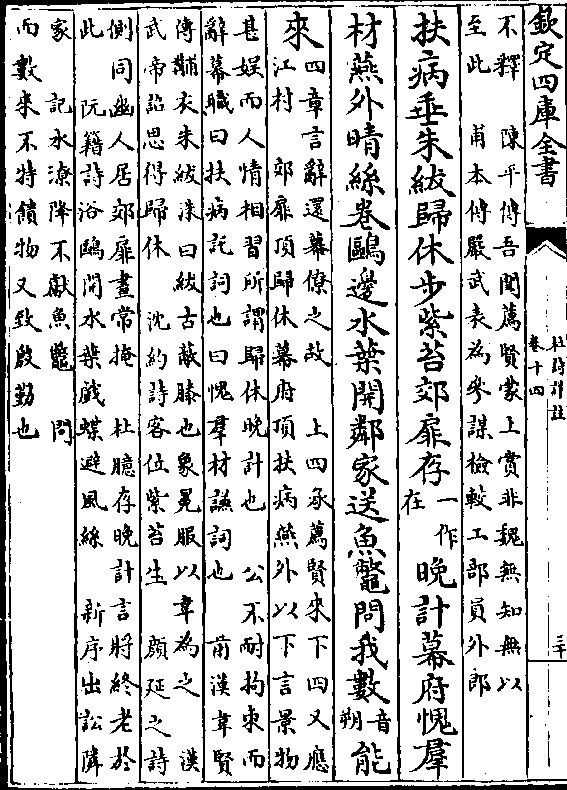 欽定四庫全書
杜詩詳註
卷十四
三十
不釋　陳平傳吾聞薦賢蒙上賞非魏無知無以
至此　甫本傳嚴武表為參謀檢較工部員外郎
扶病垂朱紱歸休步紫苔郊扉存一作在晚計幕府愧羣
材燕外晴絲卷鷗邊水葉開鄰家送魚鼈問我數音朔能
來四章言辭還幕僚之故　上四承薦賢來下四又應
江村　郊扉頂歸休幕府頂扶病燕外以下言景物
甚娛而人情相習所謂歸休晚計也　公不耐拘束而
辭幕職曰扶病託詞也曰愧羣材謙詞也　前漢韋賢
傳黼衣朱紱洙曰紱古蔽膝也象冕服以韋為之　漢
武帝詔思得歸休　沈約詩客位紫苔生　顏延之詩
側同幽人居郊扉晝常掩　杜臆存晚計言將終老於
此　阮籍詩浴鷗開水葉戲蝶避風絲　新序出訟隣
家　記水潦降不獻魚鼈　問
而數來不特饋物又致殷勤也